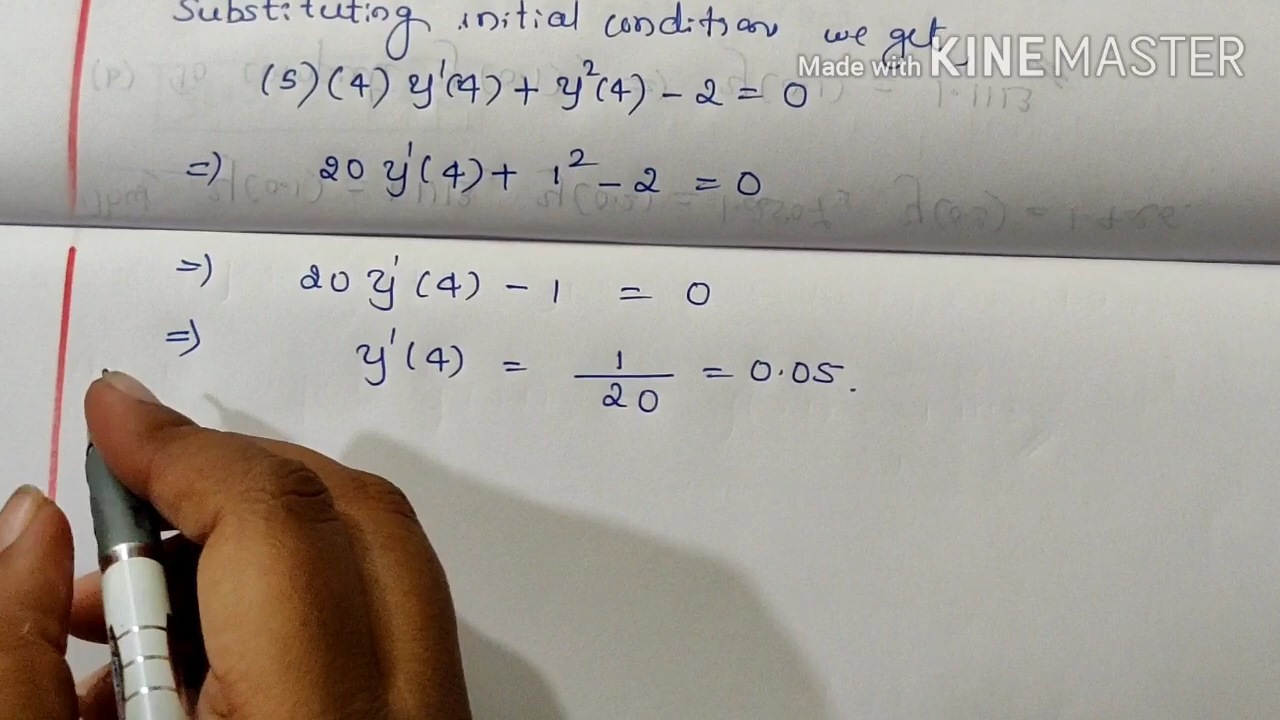 Substituting initial condition we get,
Made with KINEMASTER
(5)(4) y'(4) + y²(4) - 2 = 0
=) 20 y'(4) + 1² - 2 = 0
=) 20 y'(4) - 1 = 0
=) y'(4) = 1/20 = 0.05.